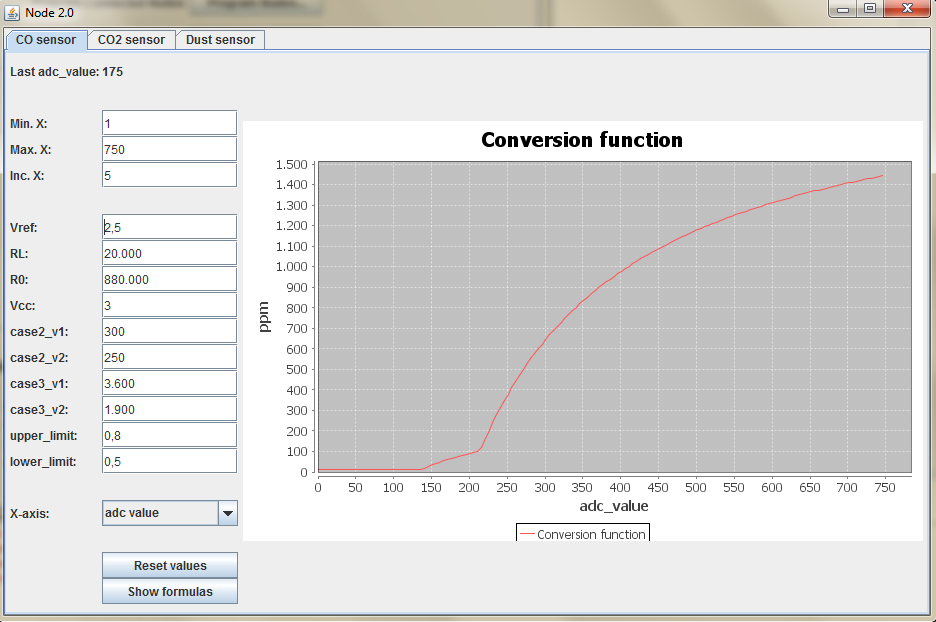 Node 2.0
CO sensor
CO2 sensor
Dust sensor
Last adc_value: 175
Min. X: 1
Max. X: 750
Inc. X: 5
Vref: 2,5
RL: 20.000
R0: 880.000
Vcc: 3
case2_v1: 300
case2_v2: 250
case3_v1: 3.600
case3_v2: 1.900
upper_limit: 0,8
lower_limit: 0,5
X-axis: adc value
Reset values
Show formulas
Conversion function
ppm
1.500
1.400
1.300
1.200
1.100
1.000
900
800
700
600
500
400
300
200
100
0
0 50 100 150 200 250 300 350 400 450 500 550 600 650 700 750
adc_value
Conversion function